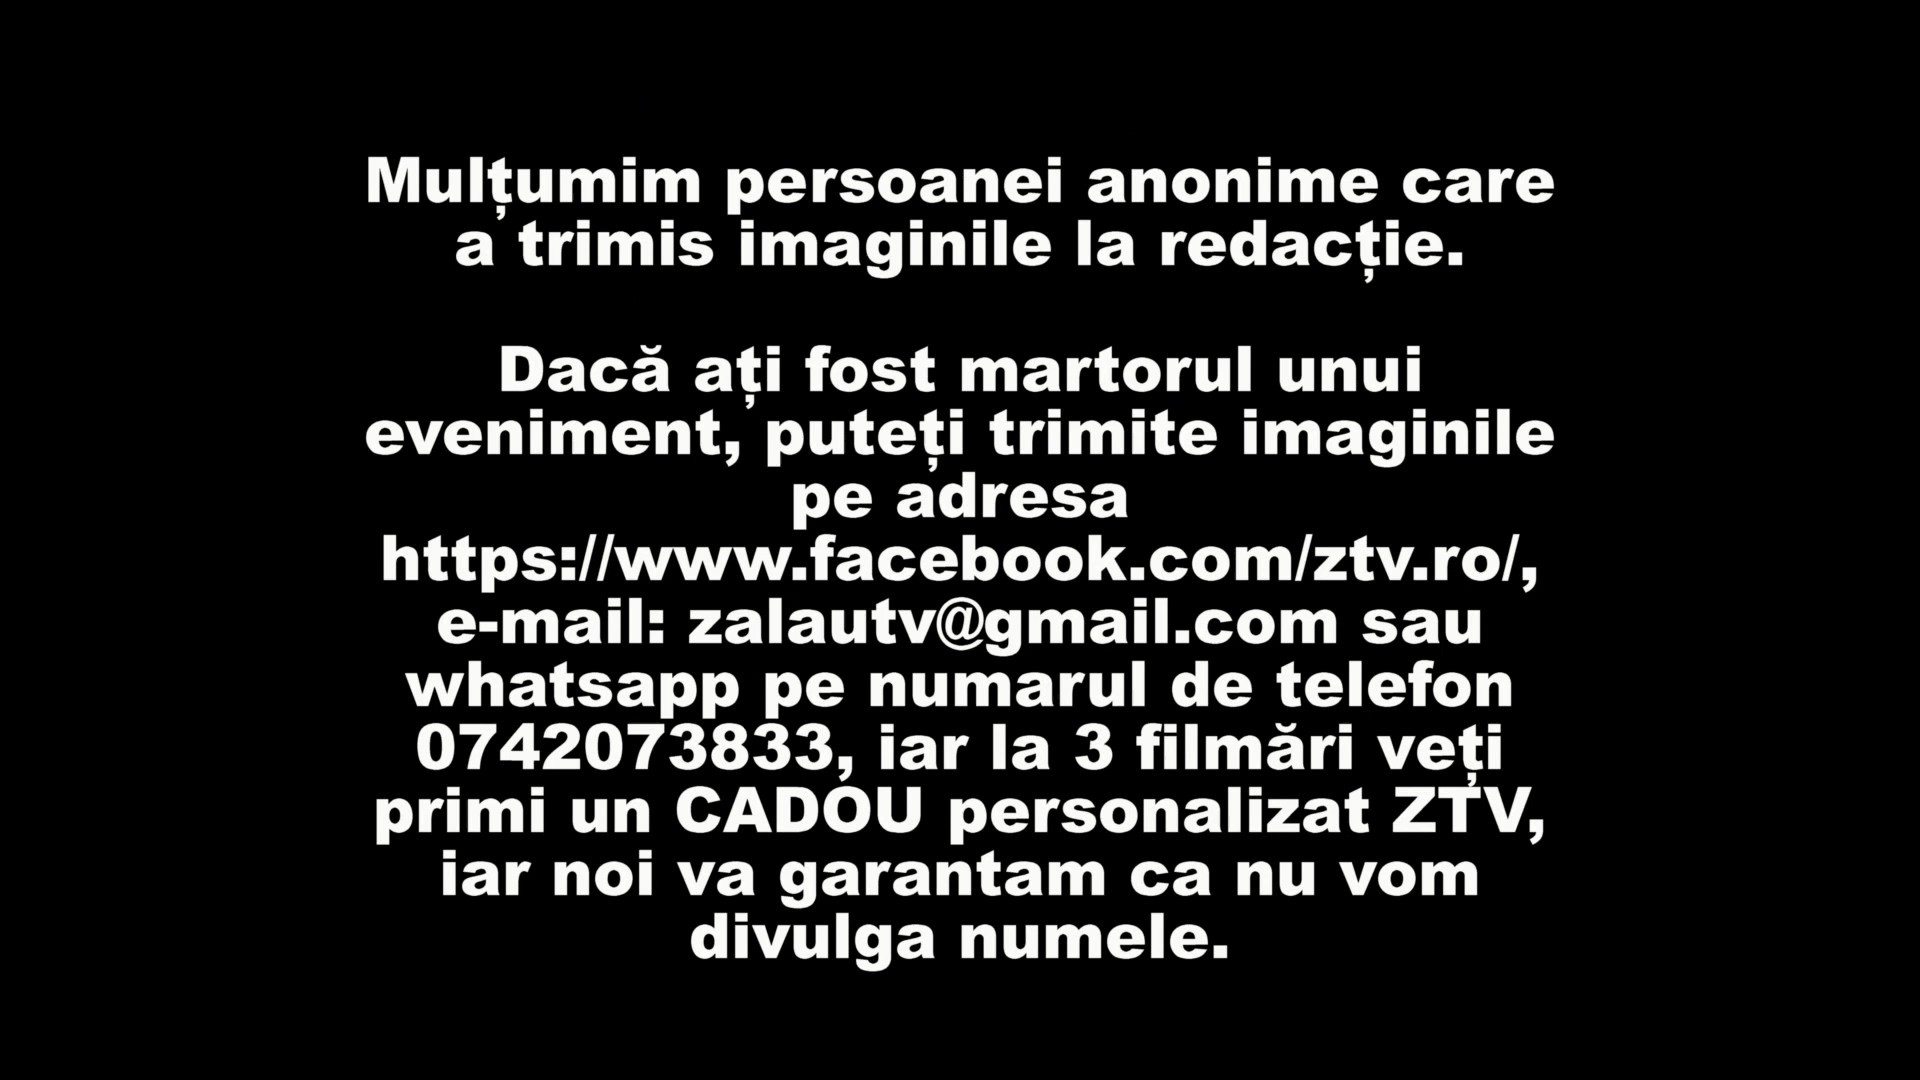 Mulțumim persoanei anonime care
a trimis imaginile la redacție.
Dacă ați fost martorul unui
eveniment, puteți trimite imaginile
pe adresa
https://www.facebook.com/ztv.ro/,
e-mail: zalautv@gmail.com sau
whatsapp pe numarul de telefon
0742073833, iar la 3 filmări veți
primi un CADOU personalizat ZTV,
iar noi va garantam ca nu vom
divulga numele.